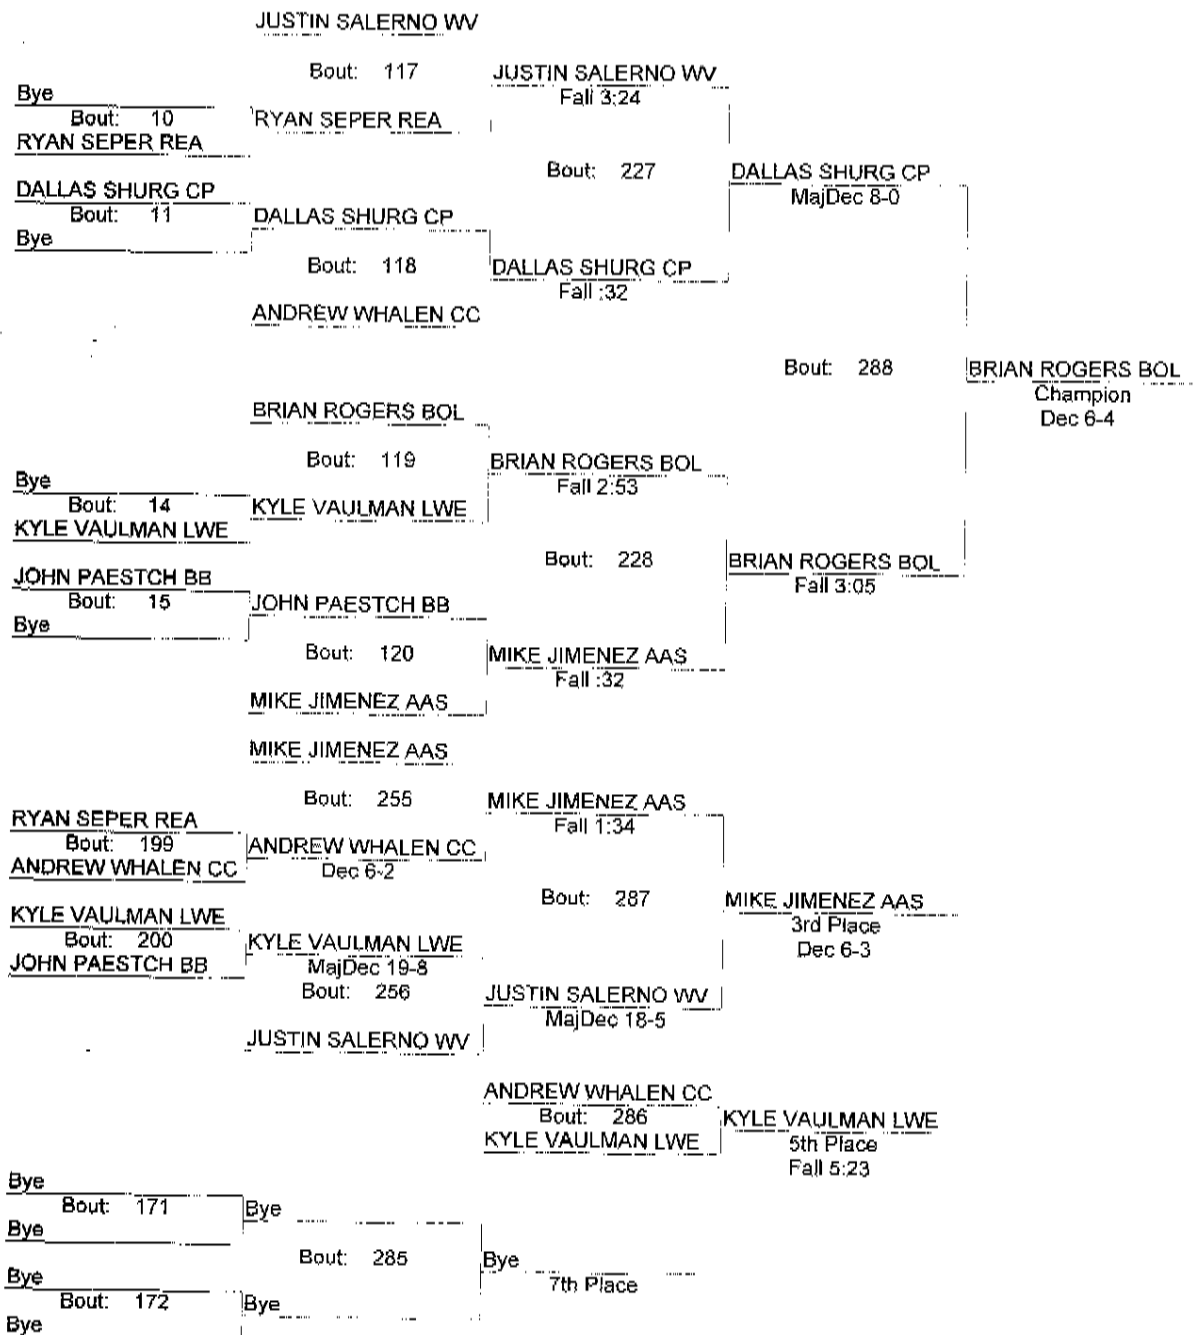 JUSTIN SALERNO WV
Bout: 117
JUSTIN SALERNO WV
Fall 3:24
Bye
Bout: 10
RYAN SEPER REA
RYAN SEPER REA
Bout: 227
DALLAS SHURG CP
MajDec 8-0
DALLAS SHURG CP
Bout: 11
Bye
DALLAS SHURG CP
Bout: 118
DALLAS SHURG CP
Fall :32
ANDREW WHALEN CC
Bout: 288
BRIAN ROGERS BOL
Champion
Dec 6-4
BRIAN ROGERS BOL
Bout: 119
BRIAN ROGERS BOL
Fall 2:53
Bye
Bout: 14
KYLE VAULMAN LWE
KYLE VAULMAN LWE
Bout: 228
BRIAN ROGERS BOL
Fall 3:05
JOHN PAESTCH BB
Bout: 15
Bye
JOHN PAESTCH BB
Bout: 120
MIKE JIMENEZ AAS
Fall :32
MIKE JIMENEZ AAS
MIKE JIMENEZ AAS
Bout: 255
MIKE JIMENEZ AAS
Fall 1:34
RYAN SEPER REA
Bout: 199
ANDREW WHALEN CC
ANDREW WHALEN CC
Dec 6-2
Bout: 287
MIKE JIMENEZ AAS
3rd Place
Dec 6-3
KYLE VAULMAN LWE
Bout: 200
JOHN PAESTCH BB
KYLE VAULMAN LWE
MajDec 19-8
Bout: 256
JUSTIN SALERNO WV
MajDec 18-5
JUSTIN SALERNO WV
ANDREW WHALEN CC
Bout: 286
KYLE VAULMAN LWE
KYLE VAULMAN LWE
5th Place
Fall 5:23
Bye
Bout: 171
Bye
Bye
Bout: 285
Bye
7th Place
Bye
Bout: 172
Bye
Bye